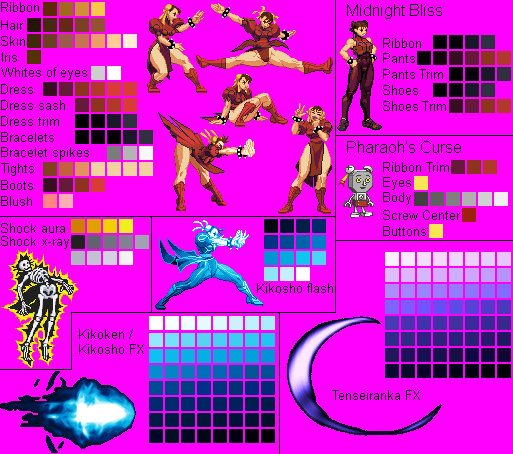 Ribbon
Hair
Skin
Iris
Whites of eyes
Dress
Dress sash
Dress trim
Bracelets
Bracelet spikes
Tights
Boots
Blush
Midnight Bliss
Ribbon
Pants
Pants Trim
Shoes
Shoes Trim
Pharaoh's Curse
Ribbon Trim
Eyes
Body
Screw Center
Buttons
Shock aura
Shock x-ray
Kikosho flash
Kikoken /
Kikosho FX
Tenseiranka FX